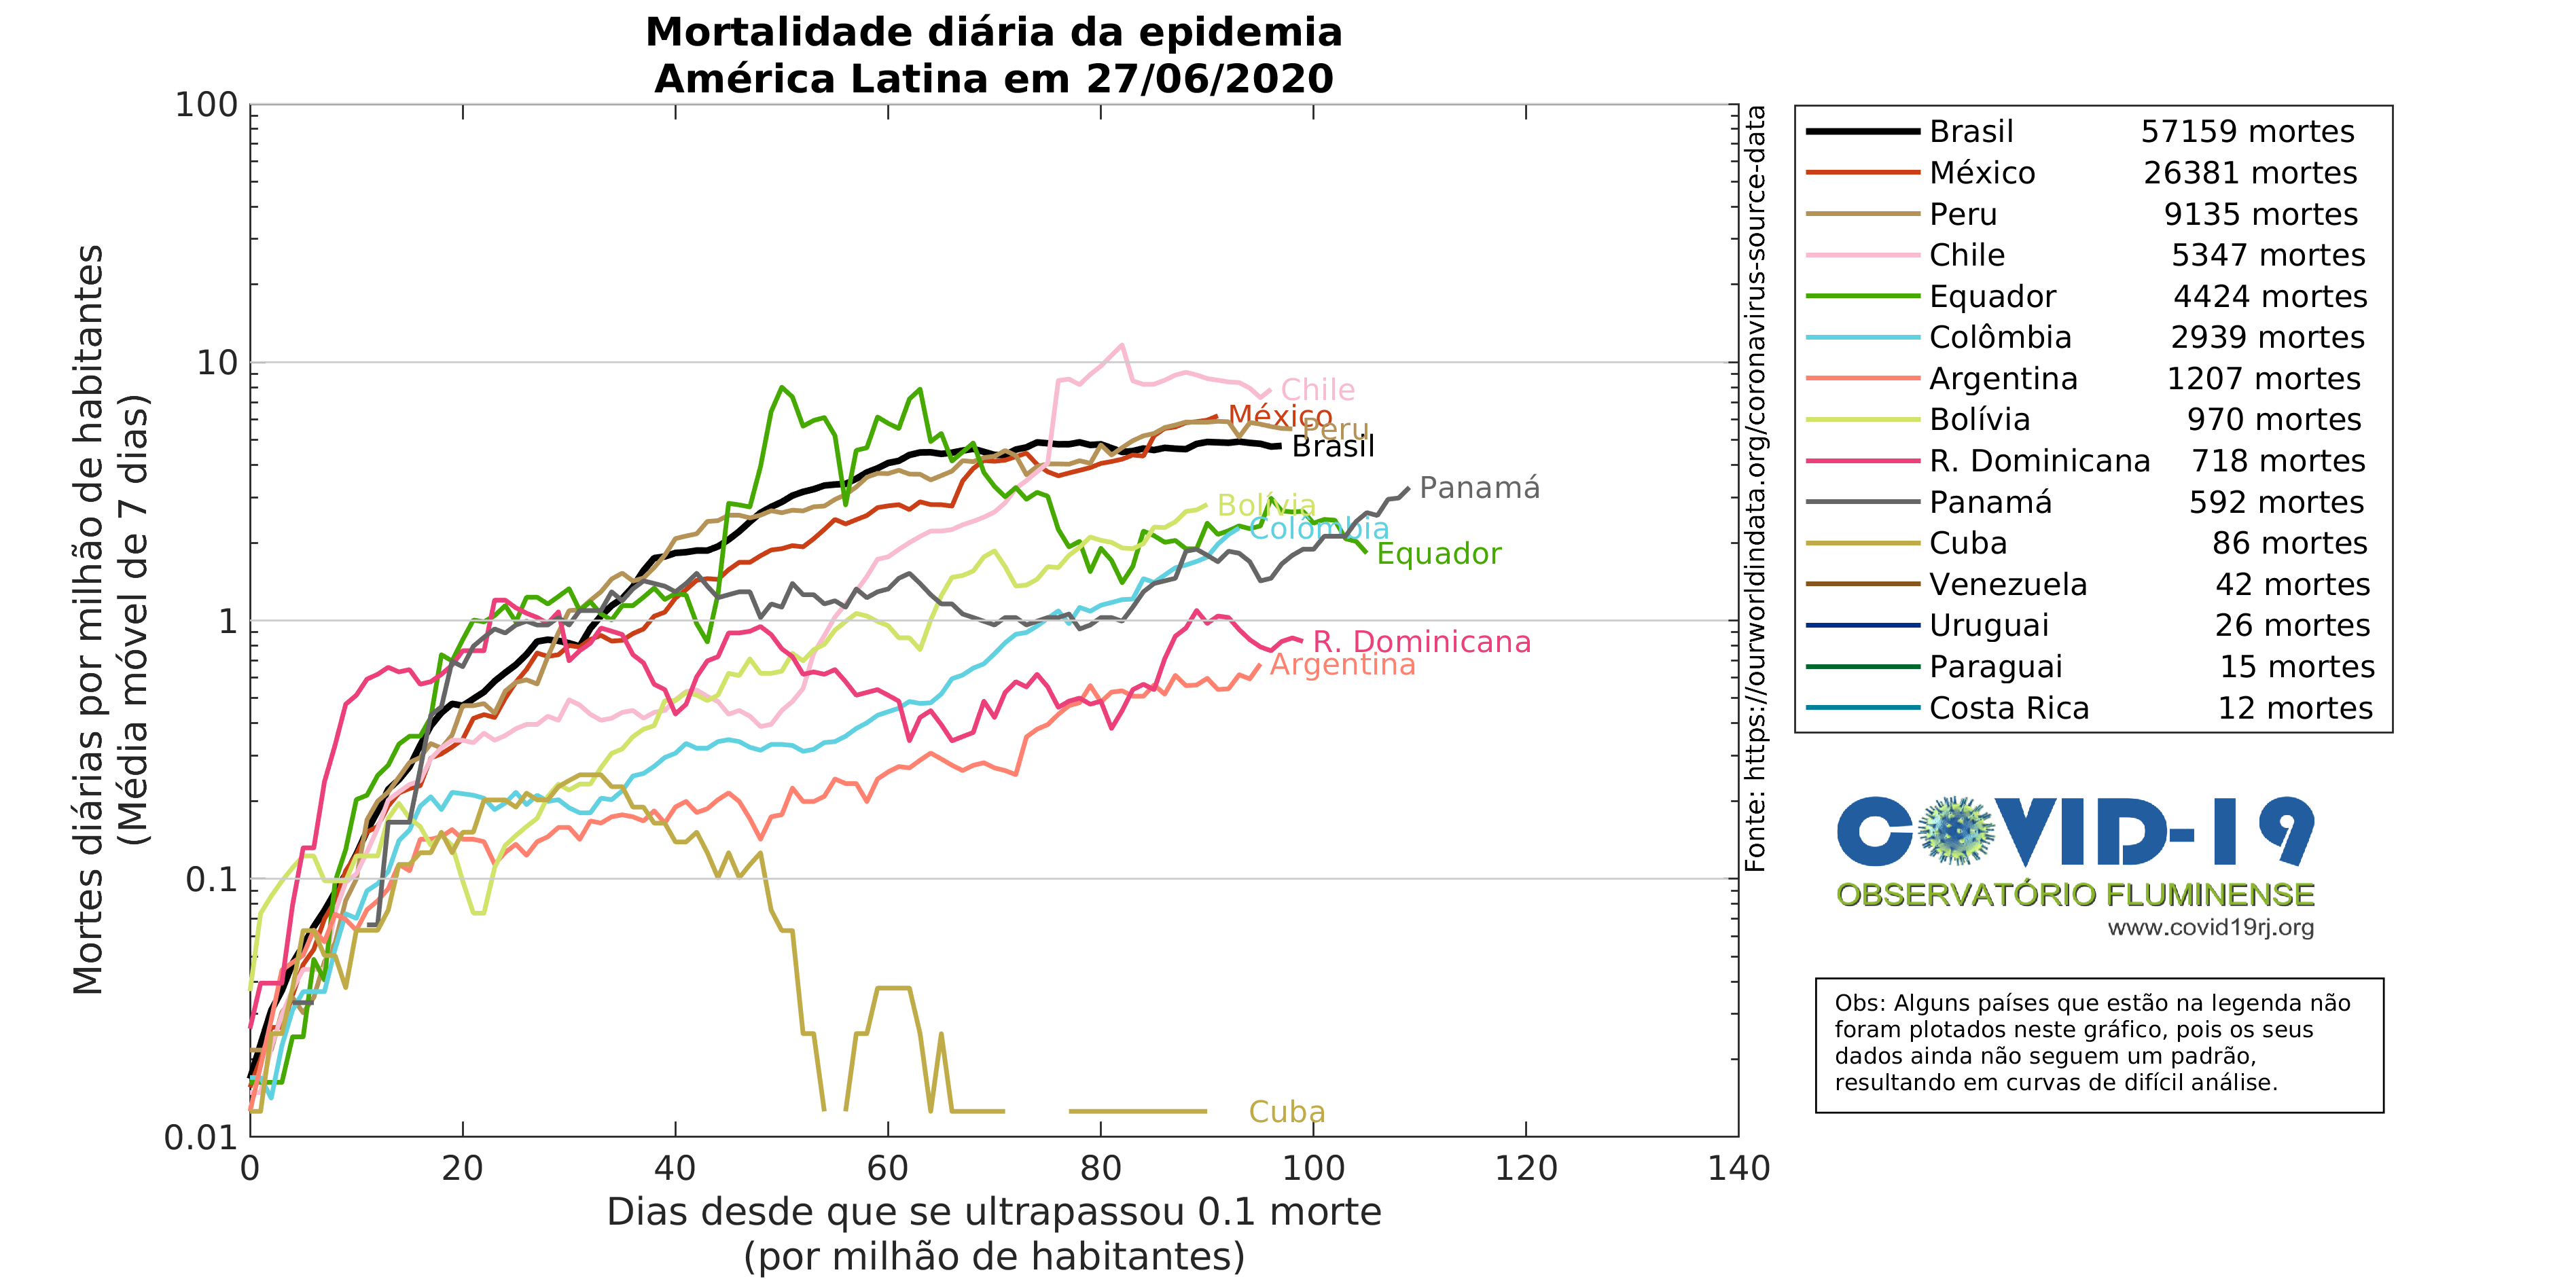 Mortalidade diária da epidemia
América Latina em 27/06/2020
Mortes diárias por milhão de habitantes
(Média móvel de 7 dias)
100
10
1
0.1
0.01
0 20 40 60 80 100 120 140
Dias desde que se ultrapassou 0.1 morte
(por milhão de habitantes)
Chile
México
Peru
Brasil
Panamá
Bolívia
Colômbia
Equador
R. Dominicana
Argentina
Cuba
Fonte: https://ourworldindata.org/coronavirus-source-data
Brasil 57159 mortes
México 26381 mortes
Peru 9135 mortes
Chile 5347 mortes
Equador 4424 mortes
Colômbia 2939 mortes
Argentina 1207 mortes
Bolívia 970 mortes
R. Dominicana 718 mortes
Panamá 592 mortes
Cuba 86 mortes
Venezuela 42 mortes
Uruguai 26 mortes
Paraguai 15 mortes
Costa Rica 12 mortes
COVID-19
OBSERVATÓRIO FLUMINENSE
www.covid19rj.org
Obs: Alguns países que estão na legenda não
foram plotados neste gráfico, pois os seus
dados ainda não seguem um padrão,
resultando em curvas de difícil análise.